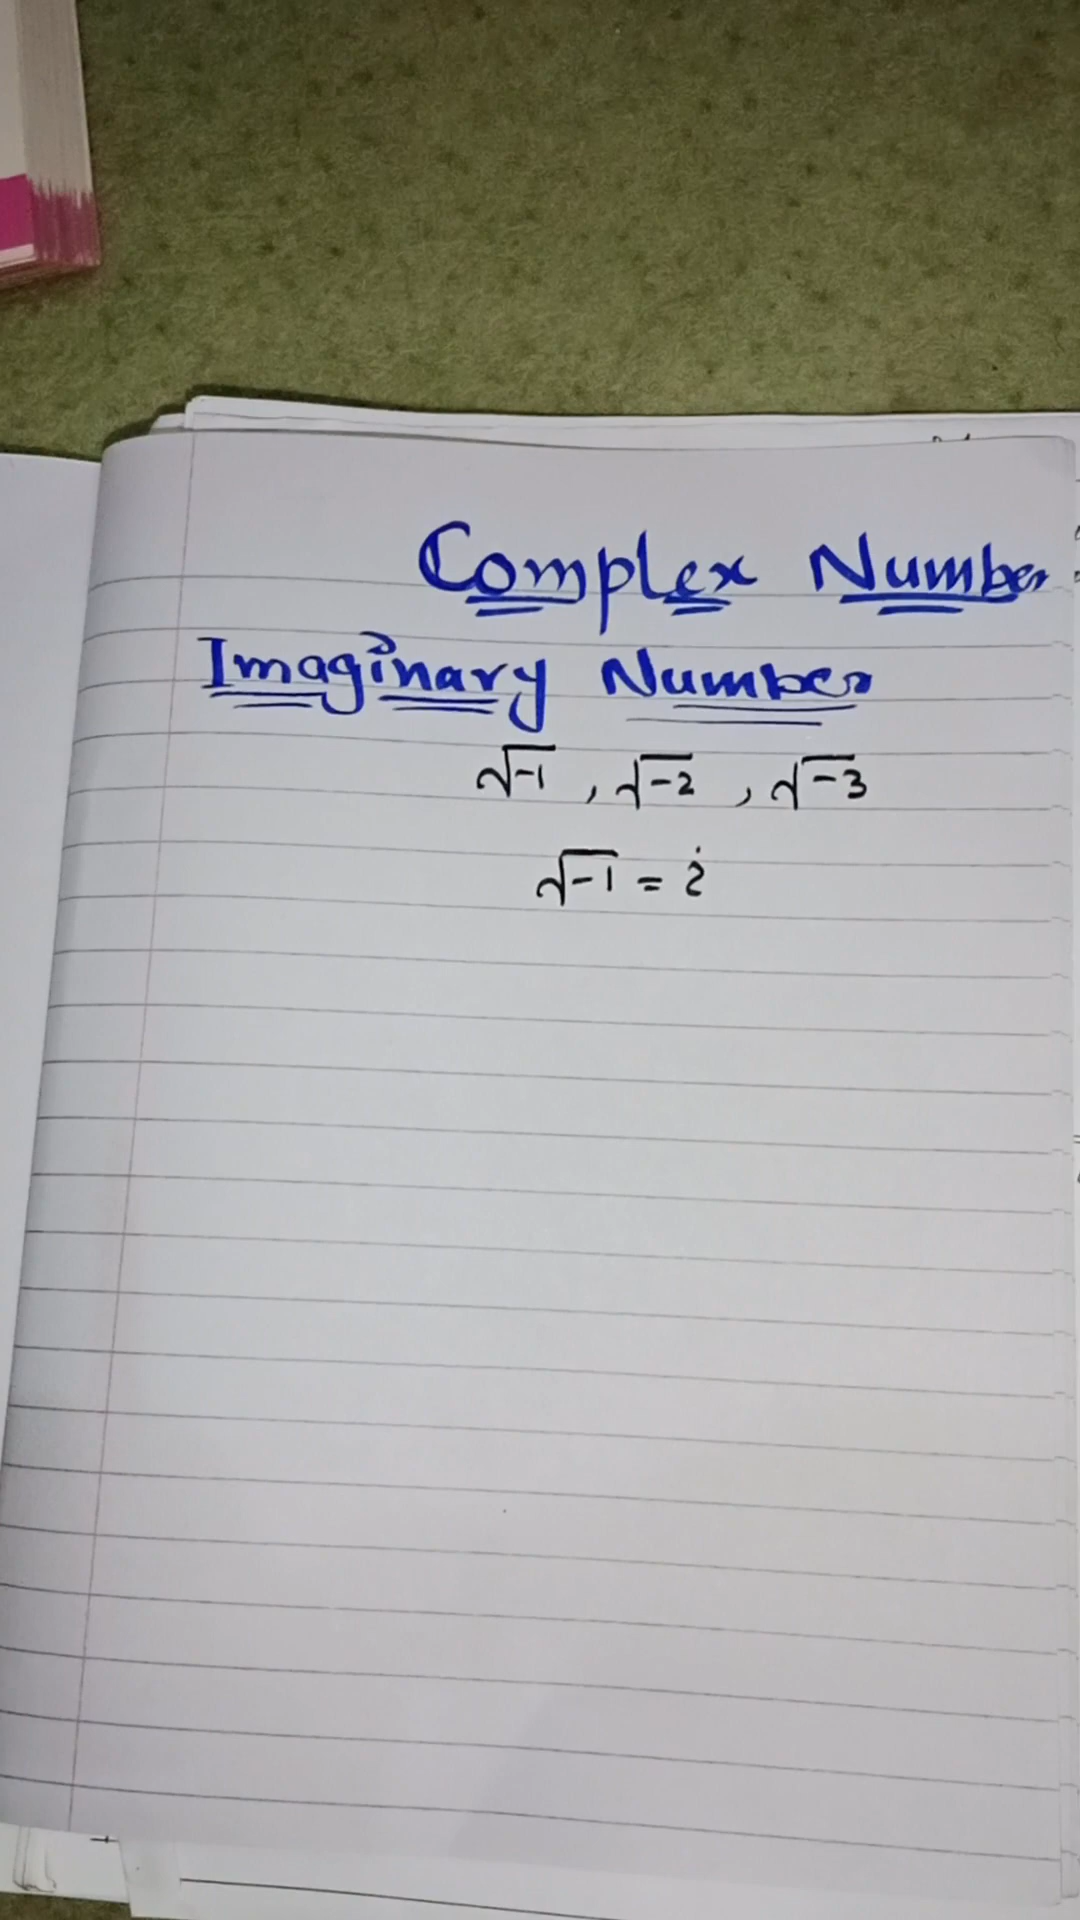 Complex Number
Imaginary Number
√-1 , √-2 , √-3
√-1 = i